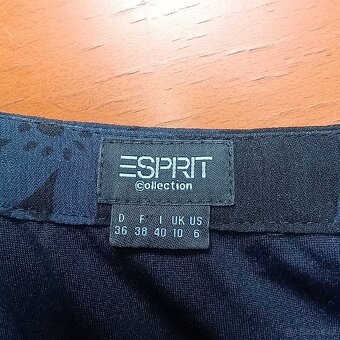 ESPRIT
collection
D F I UK US
36 38 40 10 6